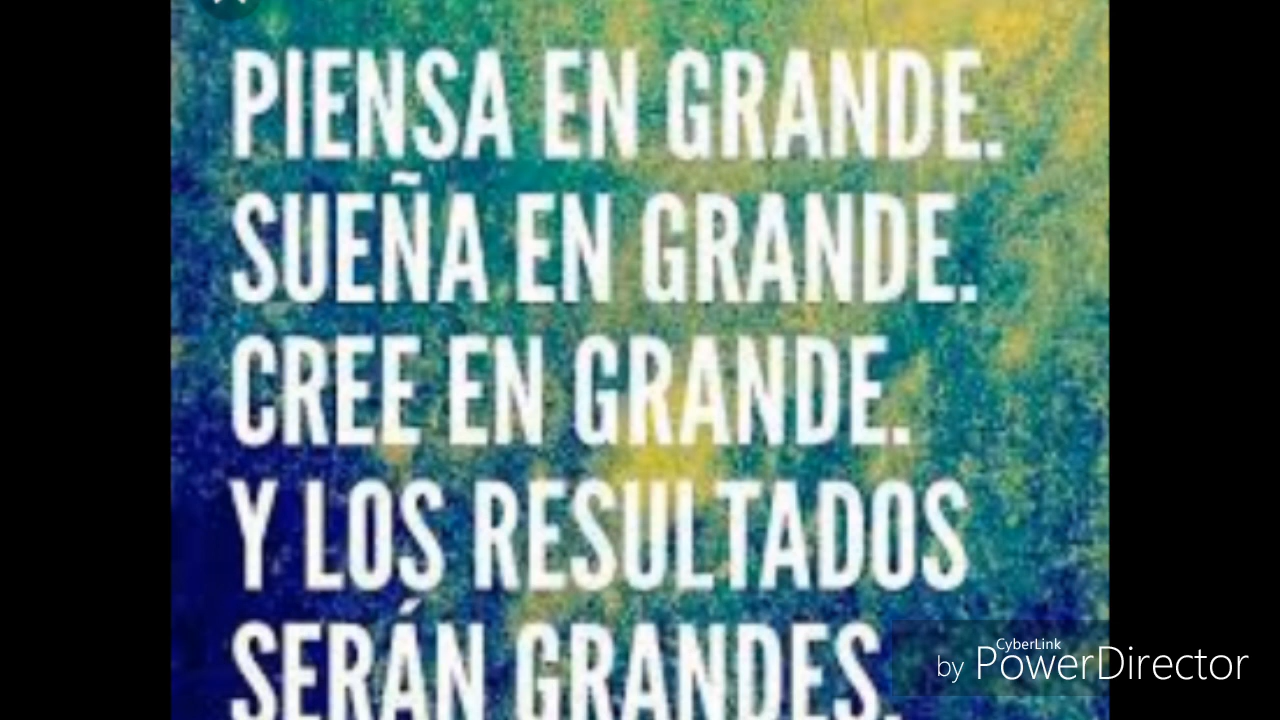 PIENSA EN GRANDE.
SUEÑA EN GRANDE.
CREE EN GRANDE.
Y LOS RESULTADOS
SERÁN GRANDES.
CyberLink
by PowerDirector